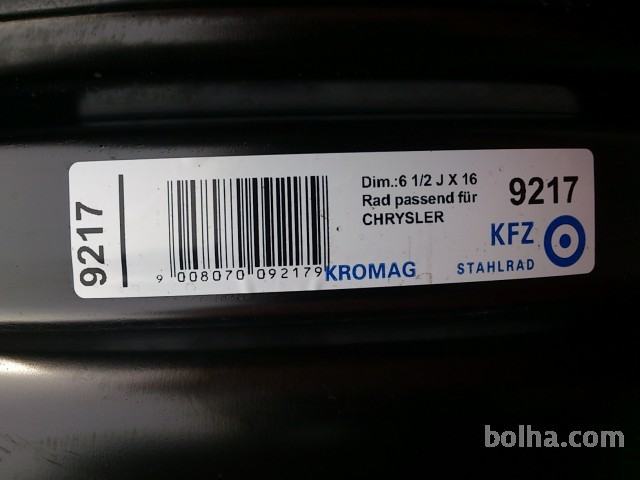 9217
Dim.:6 1/2 J X 16
Rad passend für
CHRYSLER
9217
KFZ
9 008070 092179
KROMAG
STAHLRAD
bolha.com